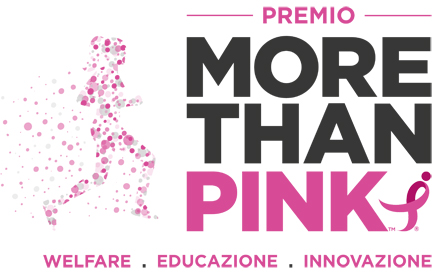 PREMIO
MORE
THAN
PINK
TM ®
WELFARE . EDUCAZIONE . INNOVAZIONE